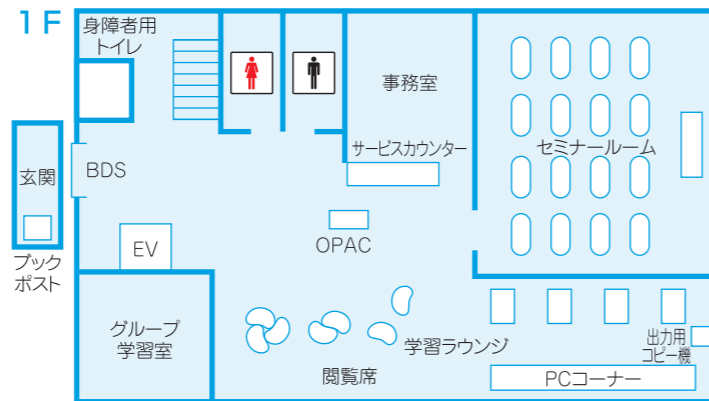 1F
身障者用
トイレ
事務室
サービスカウンター
セミナールーム
玄関
BDS
ブック
ポスト
EV
OPAC
グループ
学習室
学習ラウンジ
閲覧席
出力用
コピー機
PCコーナー